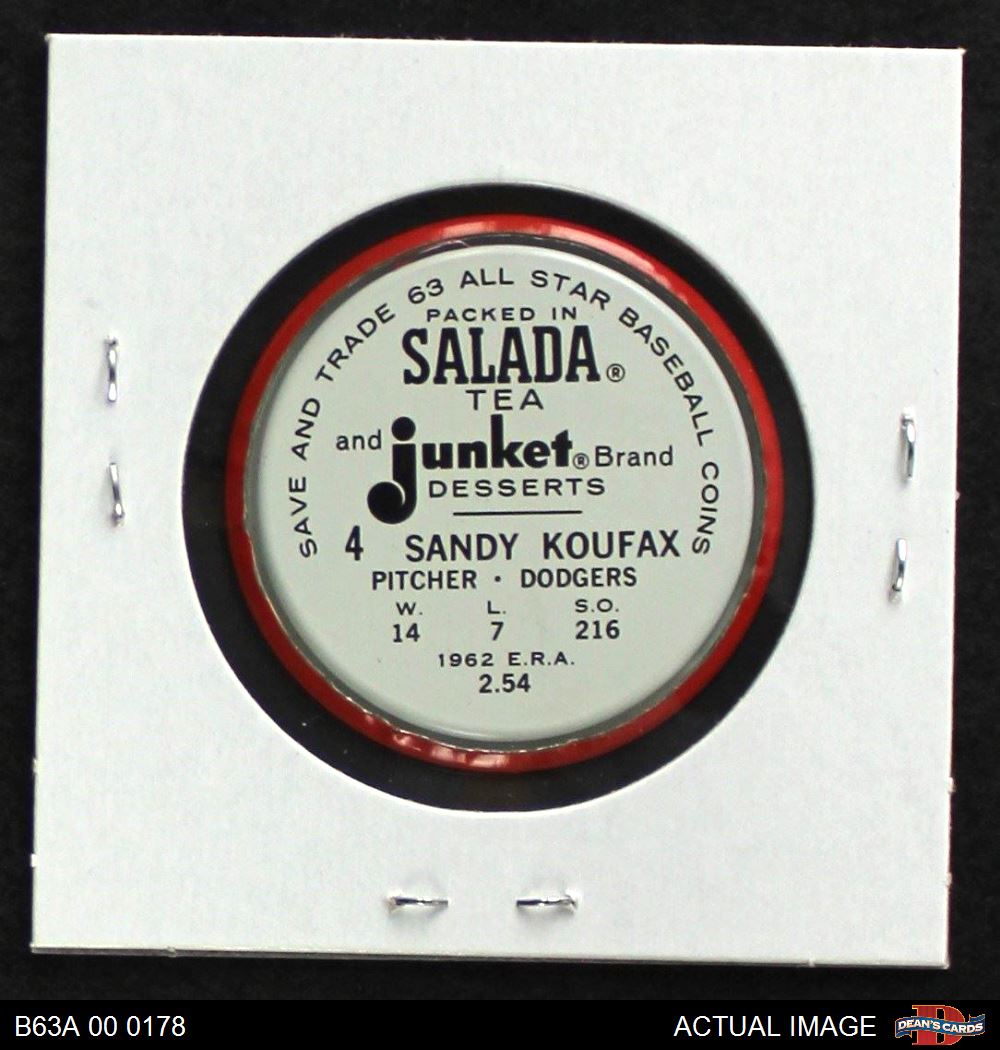 SAVE AND TRADE 63 ALL STAR BASEBALL COINS
PACKED IN
SALADA®
TEA
and junket® Brand
DESSERTS
4 SANDY KOUFAX
PITCHER · DODGERS
W. L. S.O.
14 7 216
1962 E.R.A.
2.54
B63A 00 0178
ACTUAL IMAGE
D
DEAN'S CARDS